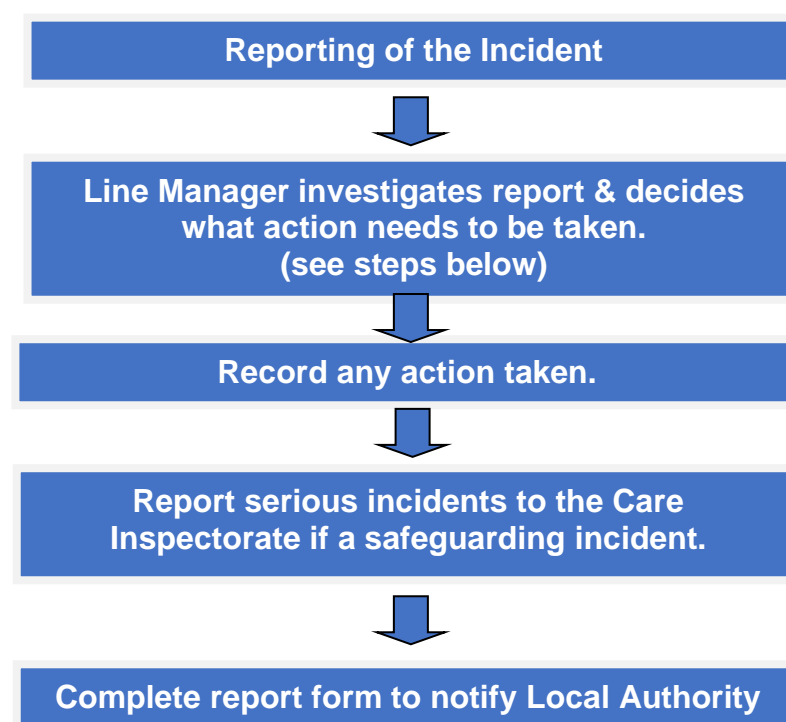 Reporting of the Incident
Line Manager investigates report & decides
what action needs to be taken.
(see steps below)
Record any action taken.
Report serious incidents to the Care
Inspectorate if a safeguarding incident.
Complete report form to notify Local Authority